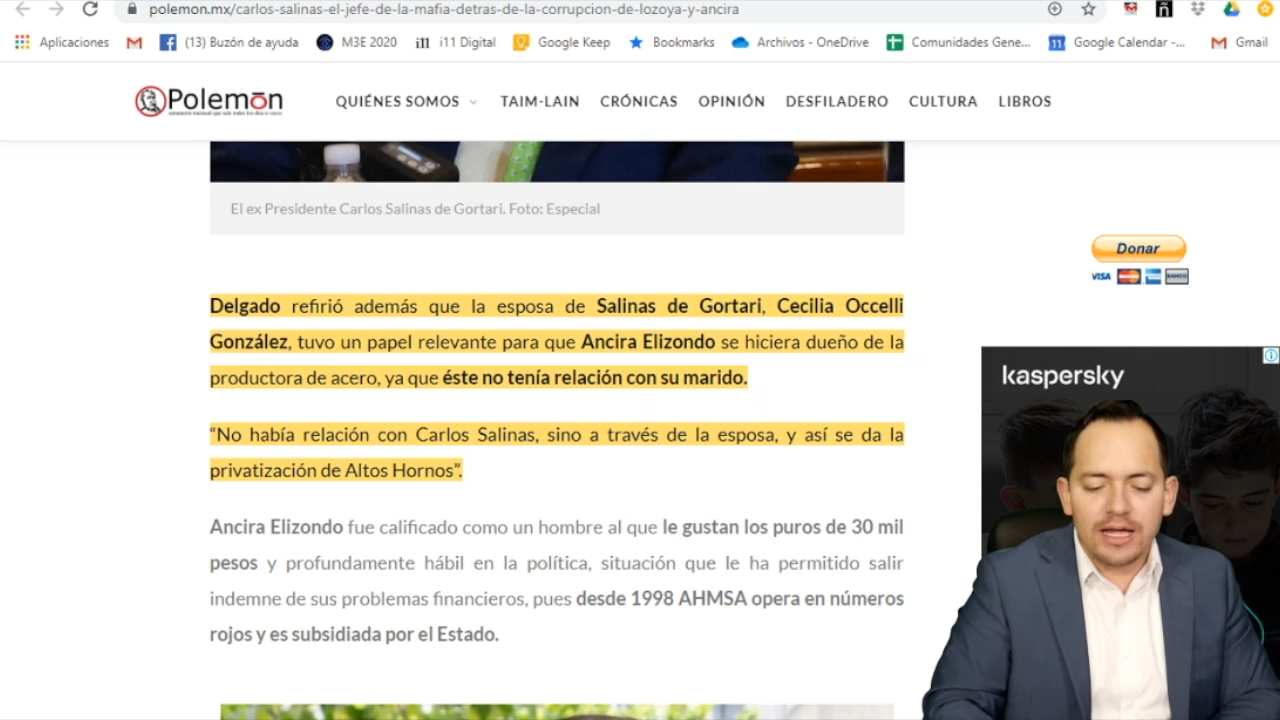 polemon.mx/carlos-salinas-el-jefe-de-la-mafia-detras-de-la-corrupcion-de-lozoya-y-ancira
Aplicaciones (13) Buzón de ayuda M3E 2020 i11 Digital Google Keep Bookmarks Archivos - OneDrive Comunidades Gene... Google Calendar -... Gmail
Polemōn QUIÉNES SOMOS TAIM-LAIN CRÓNICAS OPINIÓN DESFILADERO CULTURA LIBROS
El ex Presidente Carlos Salinas de Gortari. Foto: Especial
Donar
VISA
Delgado refirió además que la esposa de Salinas de Gortari, Cecilia Occelli
González, tuvo un papel relevante para que Ancira Elizondo se hiciera dueño de la
productora de acero, ya que éste no tenía relación con su marido.
“No había relación con Carlos Salinas, sino a través de la esposa, y así se da la
privatización de Altos Hornos”.
Ancira Elizondo fue calificado como un hombre al que le gustan los puros de 30 mil
pesos y profundamente hábil en la política, situación que le ha permitido salir
indemne de sus problemas financieros, pues desde 1998 AHMSA opera en números
rojos y es subsidiada por el Estado.
kaspersky